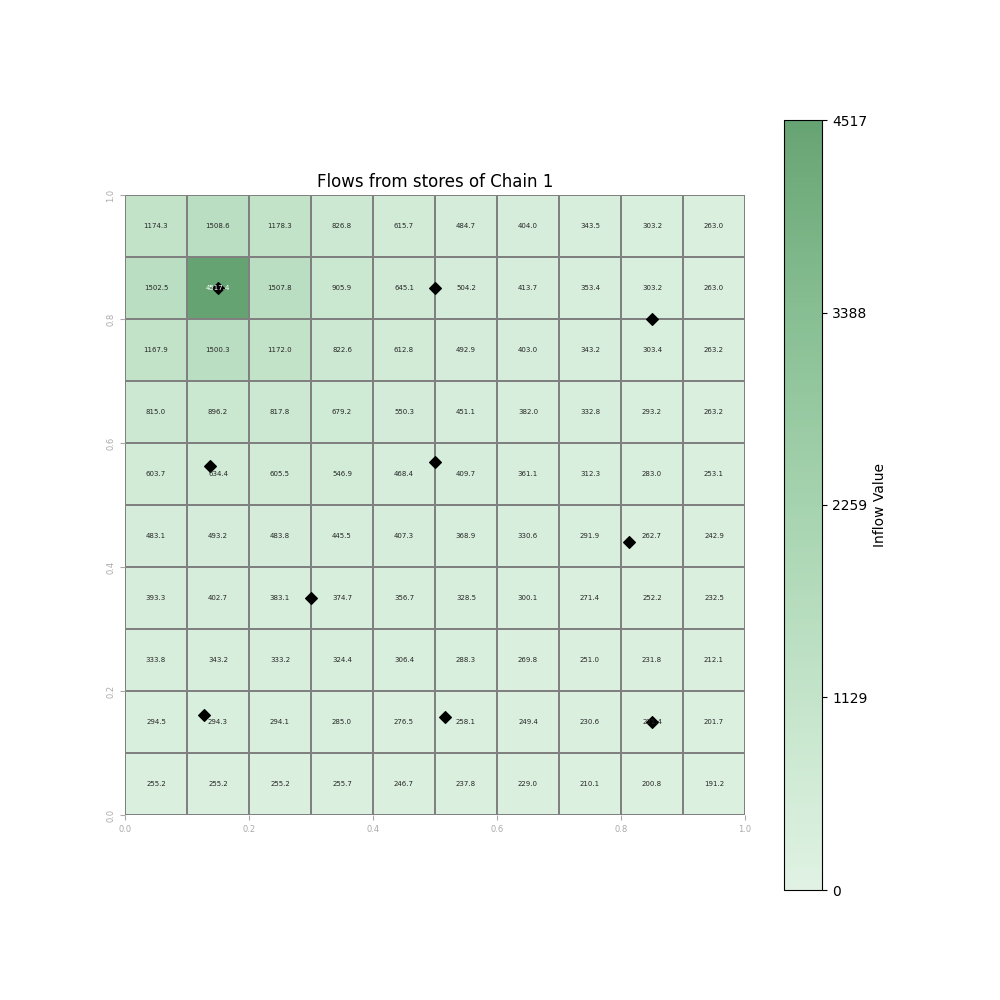 Flows from stores of Chain 1
1.0
1174.3 1508.6 1178.3 826.8 615.7 484.7 404.0 343.5 303.2 263.0
1502.5 1507.8 905.9 645.1 504.2 413.7 353.4 303.2 263.0
0.8
1167.9 1500.3 1172.0 822.6 612.8 492.9 403.0 343.2 303.4 263.2
815.0 896.2 817.8 679.2 550.3 451.1 382.0 332.8 293.2 263.2
0.6
603.7 634.4 605.5 546.9 468.4 409.7 361.1 312.3 283.0 253.1
483.1 493.2 483.8 445.5 407.3 368.9 330.6 291.9 262.7 242.9
0.4
393.3 402.7 383.1 374.7 356.7 328.5 300.1 271.4 252.2 232.5
333.8 343.2 333.2 324.4 306.4 288.3 269.8 251.0 231.8 212.1
0.2
294.5 294.3 294.1 285.0 276.5 258.1 249.4 230.6 201.7
255.2 255.2 255.2 255.7 246.7 237.8 229.0 210.1 200.8 191.2
0.0
0.0 0.2 0.4 0.6 0.8 1.0
4517
3388
2259
1129
0
Inflow Value